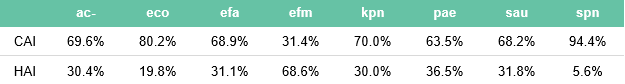 ac- eco efa efm kpn pae sau spn
CAI 69.6% 80.2% 68.9% 31.4% 70.0% 63.5% 68.2% 94.4%
HAI 30.4% 19.8% 31.1% 68.6% 30.0% 36.5% 31.8% 5.6%